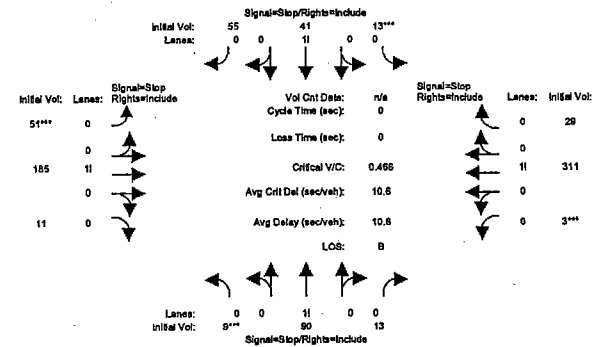 Signal=Stop/Rights=Include
Initial Vol: 55 41 13***
Lanes: 0 0 1! 0 0
Signal=Stop Signal=Stop
Initial Vol: Lanes: Rights=Include Vol Cnt Date: n/a Rights=Include Lanes: Initial Vol:
Cycle Time (sec): 0
51*** 0 0 29
Loss Time (sec): 0
0 0
185 1! Critical V/C: 0.466 1! 311
0 Avg Crit Del (sec/veh): 10.6 0
11 0 Avg Delay (sec/veh): 10.6 0 3***
LOS: B
Lanes: 0 0 1! 0 0
Initial Vol: 9*** 90 13
Signal=Stop/Rights=Include